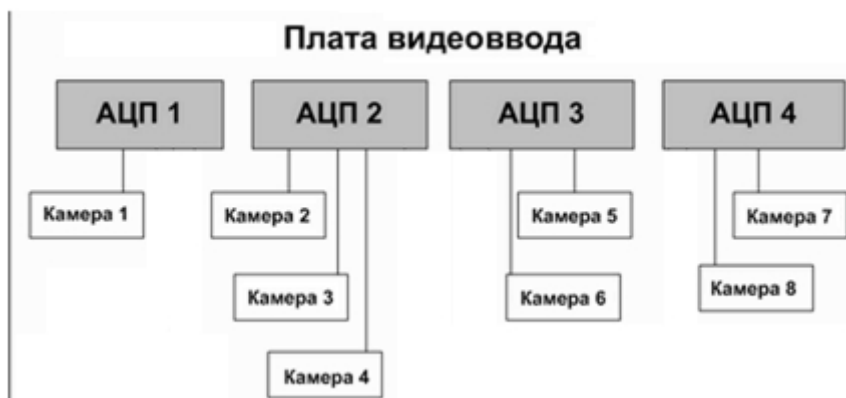 Плата видеоввода
АЦП 1
АЦП 2
АЦП 3
АЦП 4
Камера 1
Камера 2
Камера 5
Камера 7
Камера 3
Камера 6
Камера 8
Камера 4